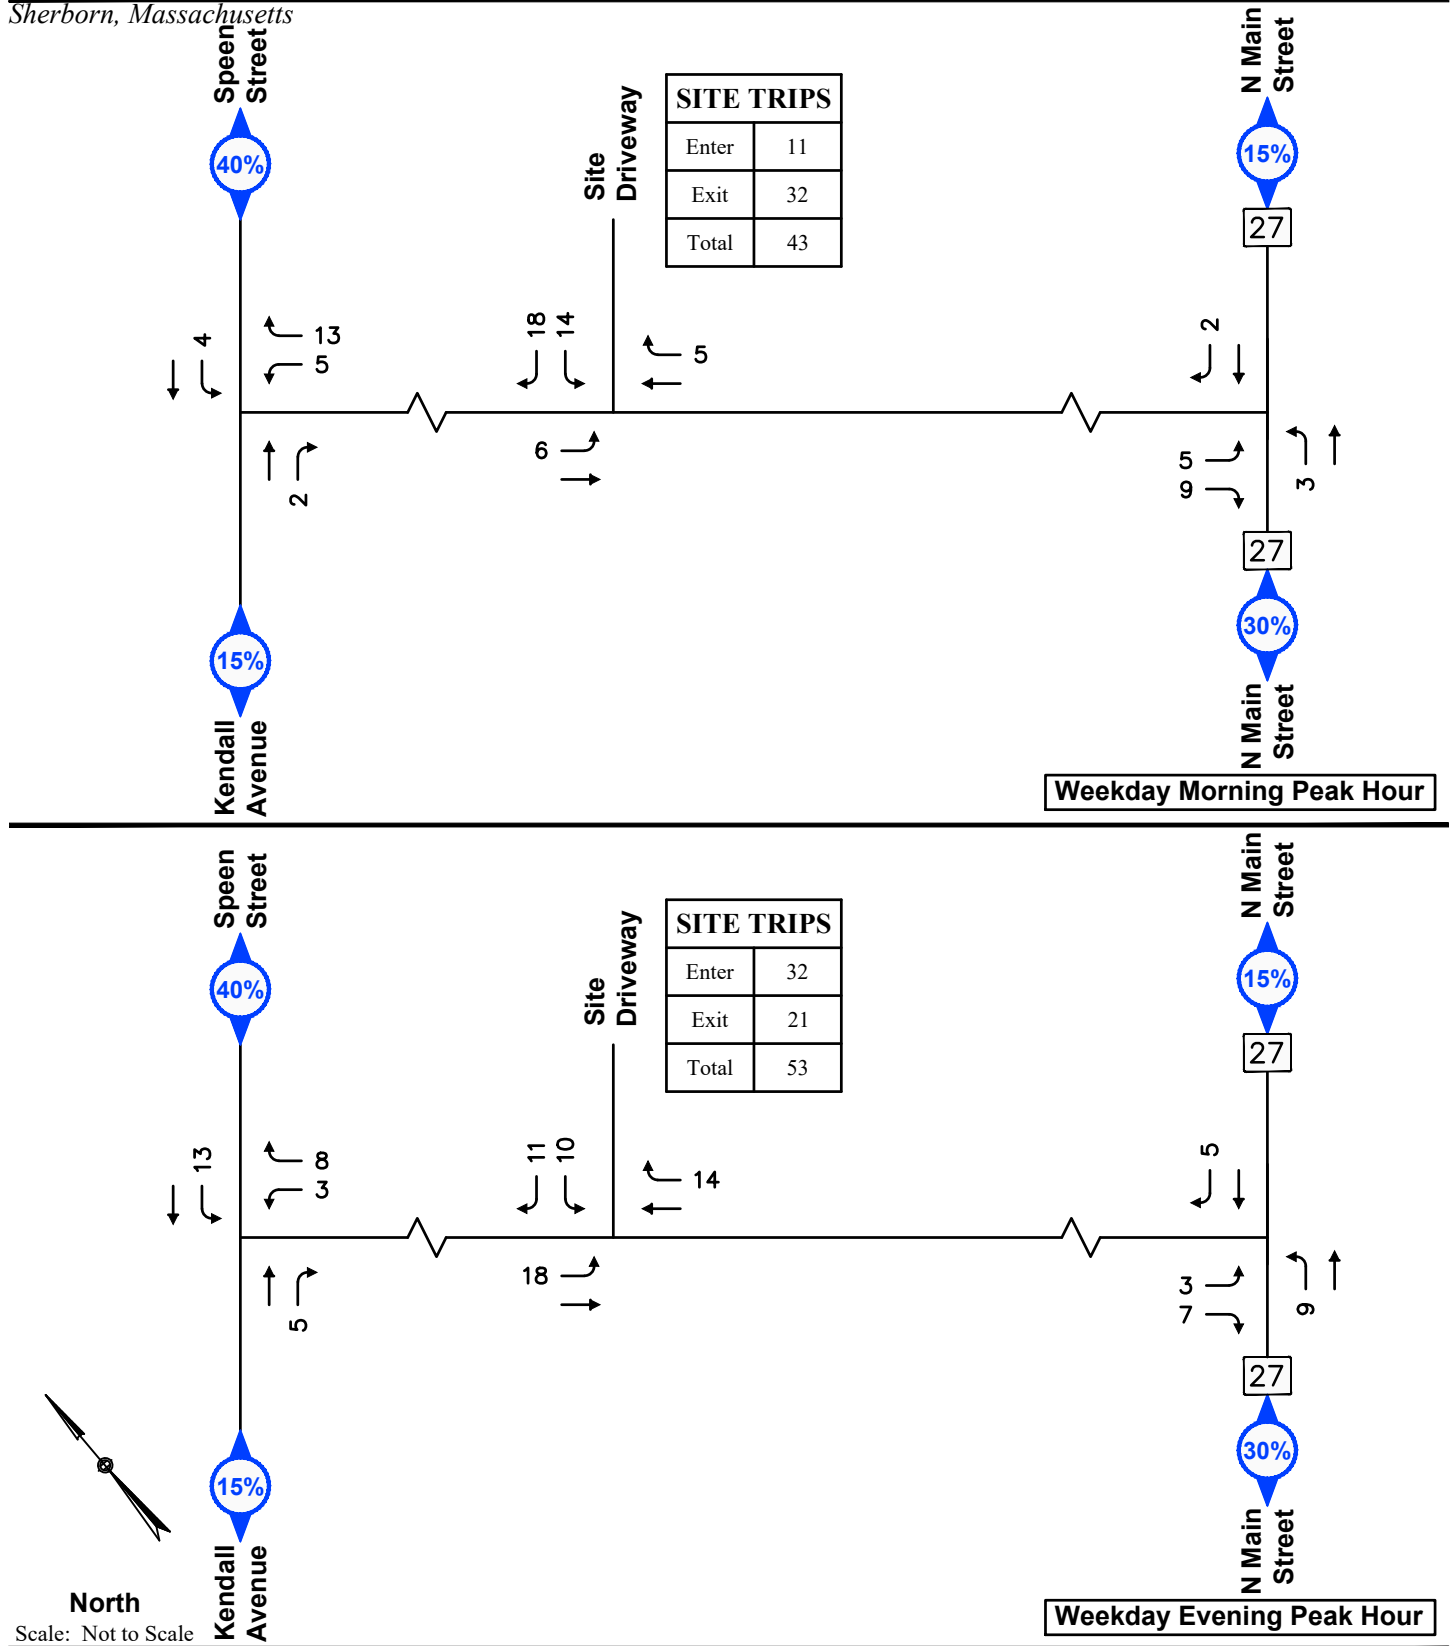 Sherborn, Massachusetts
Speen
Street
N Main
Street
40%
15%
Site
Driveway
SITE TRIPS
Enter 11
Exit 32
Total 43
27
4
13
5
18 14
5
2
2
6
5
9
3
27
15%
30%
Kendall
Avenue
N Main
Street
Weekday Morning Peak Hour
Speen
Street
N Main
Street
40%
15%
Site
Driveway
SITE TRIPS
Enter 32
Exit 21
Total 53
27
13
8
3
11 10
14
5
5
18
3
7
9
27
15%
30%
Kendall
Avenue
N Main
Street
North
Scale: Not to Scale
Weekday Evening Peak Hour